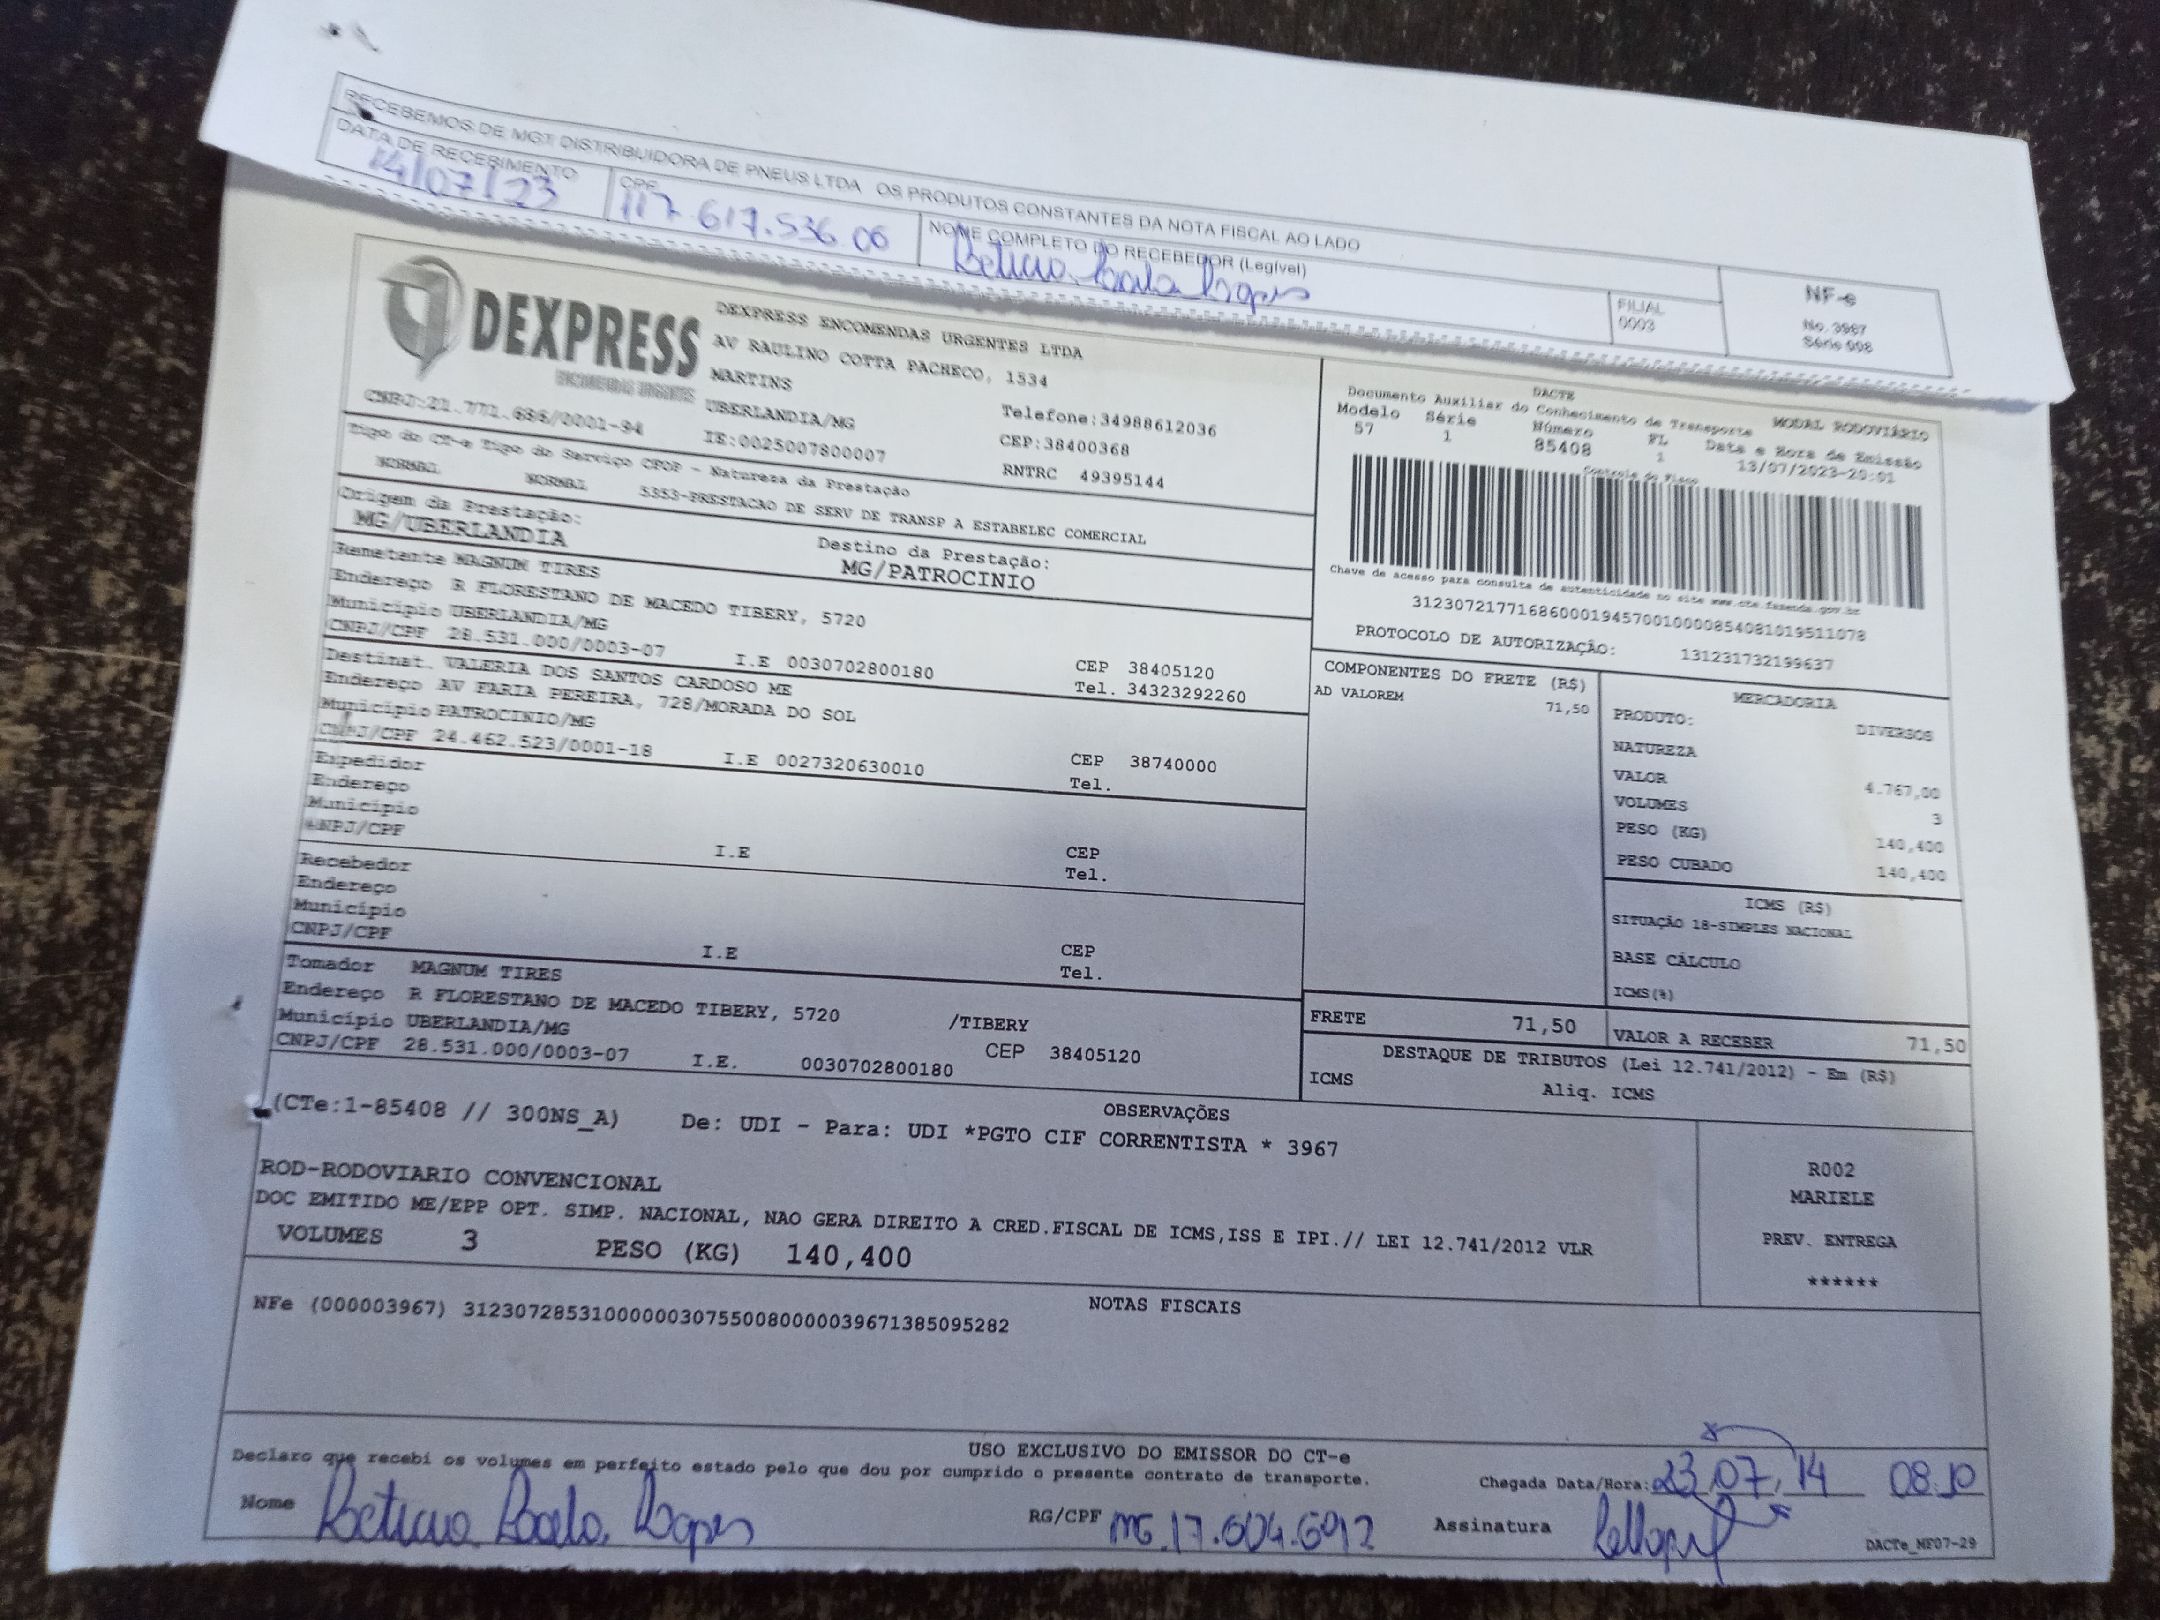 RECEBEMOS DE MGT DISTRIBUIDORA DE PNEUS LTDA OS PRODUTOS CONSTANTES DA NOTA FISCAL AO LADO
DATA DE RECEBIMENTO
14/07/23
CPF
117.617.536.06
NOME COMPLETO DO RECEBEDOR (Legível)
FILIAL
0003
NF-e
No. 3967
Série 008
DEXPRESS
ENCOMENDAS URGENTES
DEXPRESS ENCOMENDAS URGENTES LTDA
AV RAULINO COTTA PACHECO, 1534
MARTINS
UBERLANDIA/MG Telefone:34988612036
CNPJ:21.771.686/0001-94 IE:0025007800007 CEP:38400368
RNTRC 49395144
Tipo do CT-e Tipo do Serviço CFOP - Natureza da Prestação
NORMAL NORMAL 5353-PRESTACAO DE SERV DE TRANSP A ESTABELEC COMERCIAL
Origem da Prestação: Destino da Prestação:
MG/UBERLANDIA MG/PATROCINIO
Remetente MAGNUM TIRES
Endereço R FLORESTANO DE MACEDO TIBERY, 5720
Município UBERLANDIA/MG CEP 38405120
CNPJ/CPF 28.531.000/0003-07 I.E 0030702800180 Tel. 34323292260
Destinat. VALERIA DOS SANTOS CARDOSO ME
Endereço AV FARIA PEREIRA, 728/MORADA DO SOL
Município PATROCINIO/MG CEP 38740000
CNPJ/CPF 24.462.523/0001-18 I.E 0027320630010 Tel.
Expedidor
Endereço
Município CEP
CNPJ/CPF I.E Tel.
Recebedor
Endereço
Município CEP
CNPJ/CPF I.E Tel.
Tomador MAGNUM TIRES
Endereço R FLORESTANO DE MACEDO TIBERY, 5720 /TIBERY
Município UBERLANDIA/MG CEP 38405120
CNPJ/CPF 28.531.000/0003-07 I.E. 0030702800180
DACTE
Documento Auxiliar do Conhecimento de Transporte MODAL RODOVIÁRIO
Modelo Série Número FL Data e Hora de Emissão
57 1 85408 1 13/07/2023-20:01
Controle do Fisco
Chave de acesso para consulta de autenticidade no site www.cte.fazenda.gov.br
31230721771686000194570010000854081019511078
PROTOCOLO DE AUTORIZAÇÃO: 131231732199637
COMPONENTES DO FRETE (R$)
AD VALOREM 71,50
MERCADORIA
PRODUTO: DIVERSOS
NATUREZA
VALOR 4.767,00
VOLUMES 3
PESO (KG) 140,400
PESO CUBADO 140,400
ICMS (R$)
SITUAÇÃO 18-SIMPLES NACIONAL
BASE CÁLCULO
ICMS(%)
FRETE 71,50 VALOR A RECEBER 71,50
DESTAQUE DE TRIBUTOS (Lei 12.741/2012) - Em (R$)
ICMS Aliq. ICMS
OBSERVAÇÕES
(CTe:1-85408 // 300NS_A) De: UDI - Para: UDI *PGTO CIF CORRENTISTA * 3967
ROD-RODOVIARIO CONVENCIONAL
DOC EMITIDO ME/EPP OPT. SIMP. NACIONAL, NAO GERA DIREITO A CRED.FISCAL DE ICMS,ISS E IPI.// LEI 12.741/2012 VLR
VOLUMES 3 PESO (KG) 140,400
R002
MARIELE
PREV. ENTREGA
******
NOTAS FISCAIS
NFe (000003967) 31230728531000000307550080000039671385095282
USO EXCLUSIVO DO EMISSOR DO CT-e
Declaro que recebi os volumes em perfeito estado pelo que dou por cumprido o presente contrato de transporte.
Chegada Data/Hora: 23,07,14 08:10
Nome
RG/CPF MG.17.604.6912
Assinatura
DACTe_MF07-29